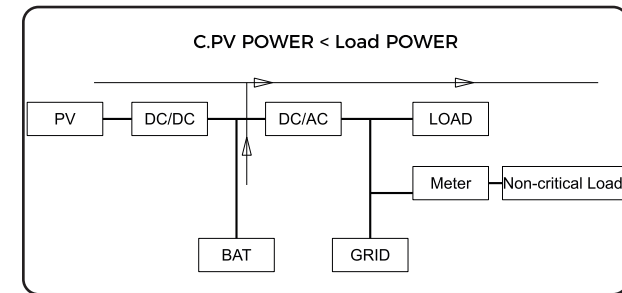 C.PV POWER < Load POWER
PV
DC/DC
DC/AC
LOAD
Meter
Non-critical Load
BAT
GRID